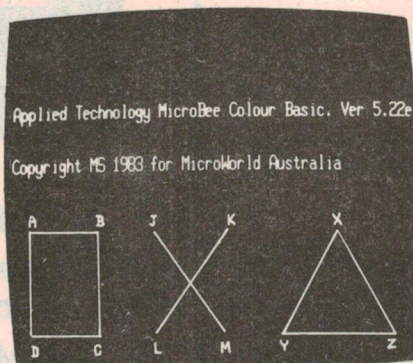 Applied Technology MicroBee Colour Basic. Ver 5.22e
Copyright MS 1983 for MicroWorld Australia
A B J K X
D C L M Y Z